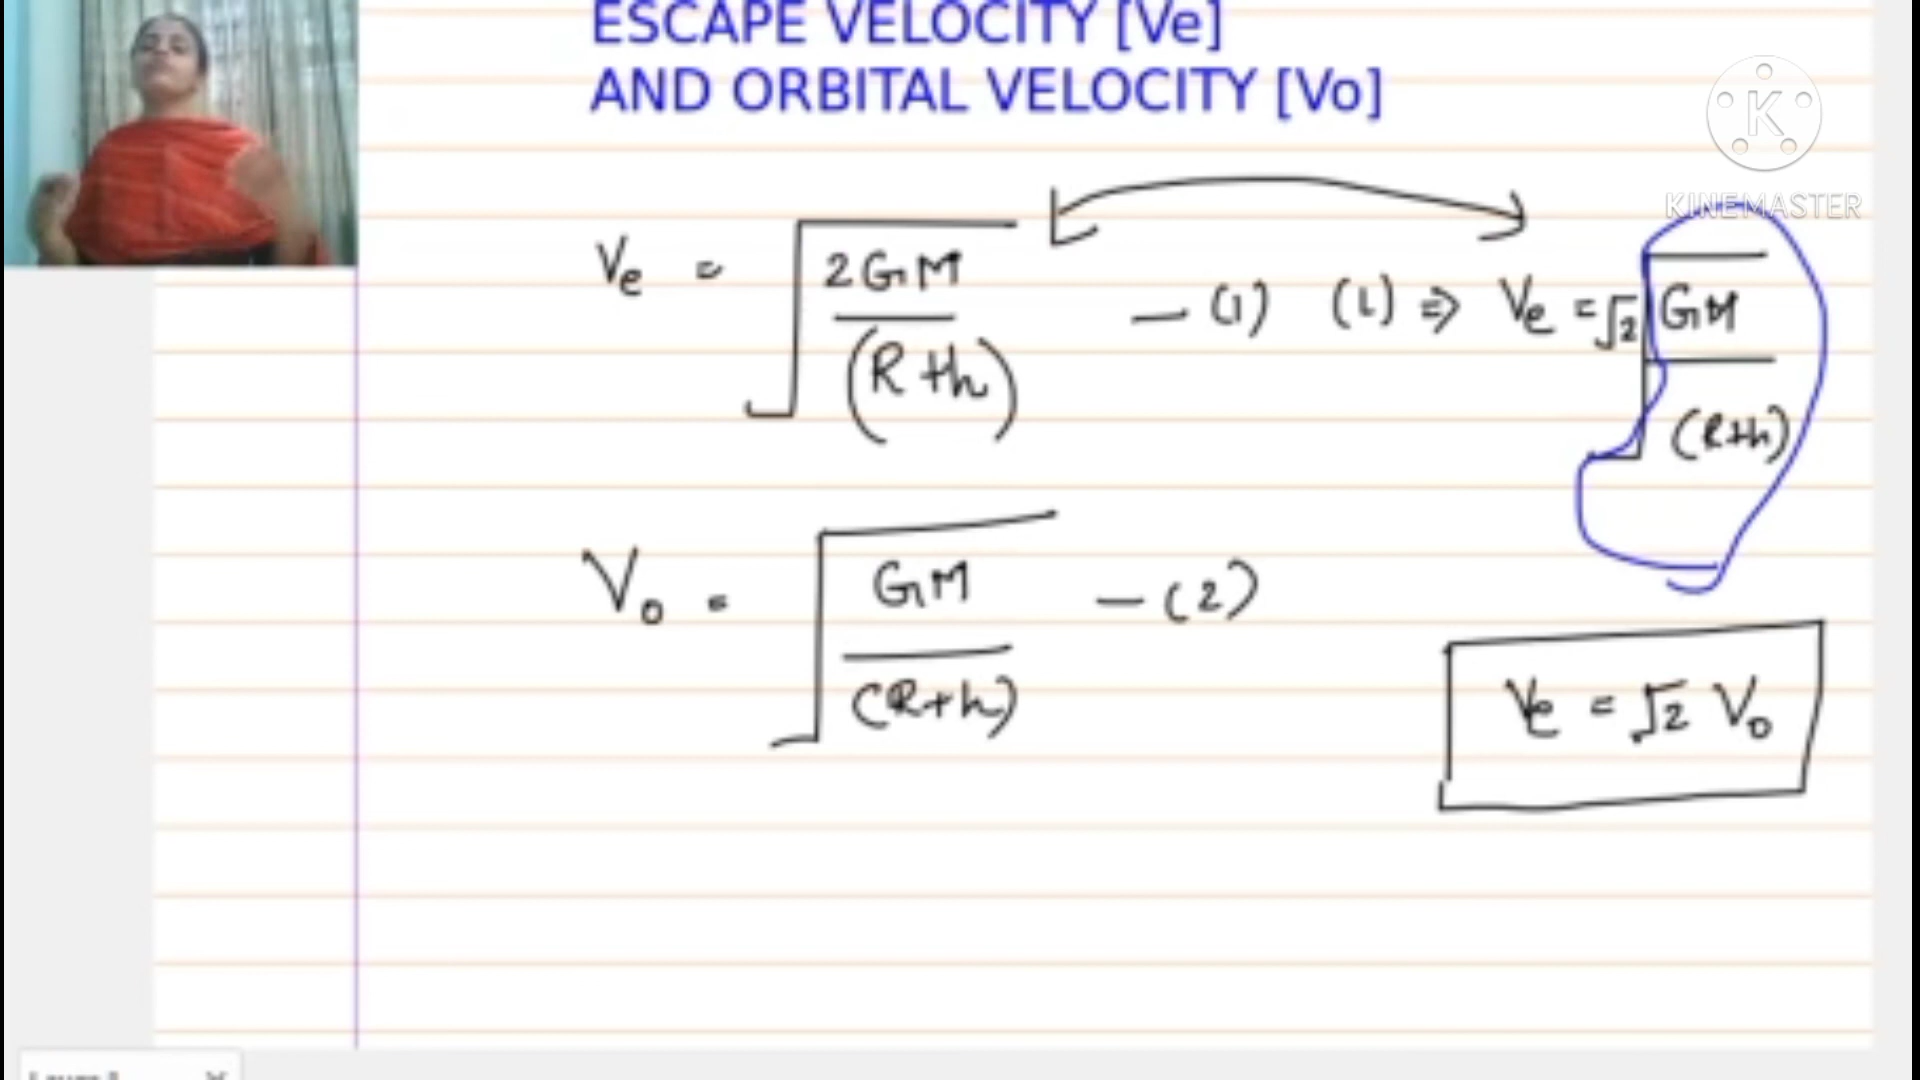 ESCAPE VELOCITY [Ve]
AND ORBITAL VELOCITY [Vo]
K
KINEMASTER
Ve = √2GM/(R+h) — (1) (1) ⇒ Ve = √2 √GM/(R+h)
Vo = √GM/(R+h) — (2)
Ve = √2 Vo